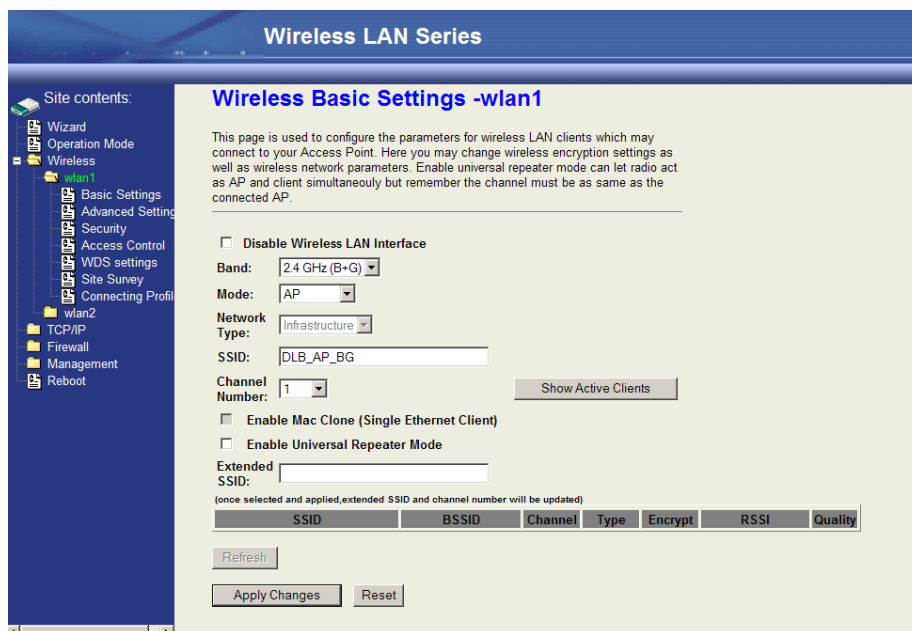 Wireless LAN Series
Site contents:
Wizard
Operation Mode
Wireless
wlan1
Basic Settings
Advanced Setting
Security
Access Control
WDS settings
Site Survey
Connecting Profil
wlan2
TCP/IP
Firewall
Management
Reboot
Wireless Basic Settings -wlan1
This page is used to configure the parameters for wireless LAN clients which may
connect to your Access Point. Here you may change wireless encryption settings as
well as wireless network parameters. Enable universal repeater mode can let radio act
as AP and client simultaneouly but remember the channel must be as same as the
connected AP.
Disable Wireless LAN Interface
Band: 2.4 GHz (B+G)
Mode: AP
Network
Type: Infrastructure
SSID: DLB_AP_BG
Channel
Number: 1 Show Active Clients
Enable Mac Clone (Single Ethernet Client)
Enable Universal Repeater Mode
Extended
SSID:
(once selected and applied,extended SSID and channel number will be updated)
SSID BSSID Channel Type Encrypt RSSI Quality
Refresh
Apply Changes Reset